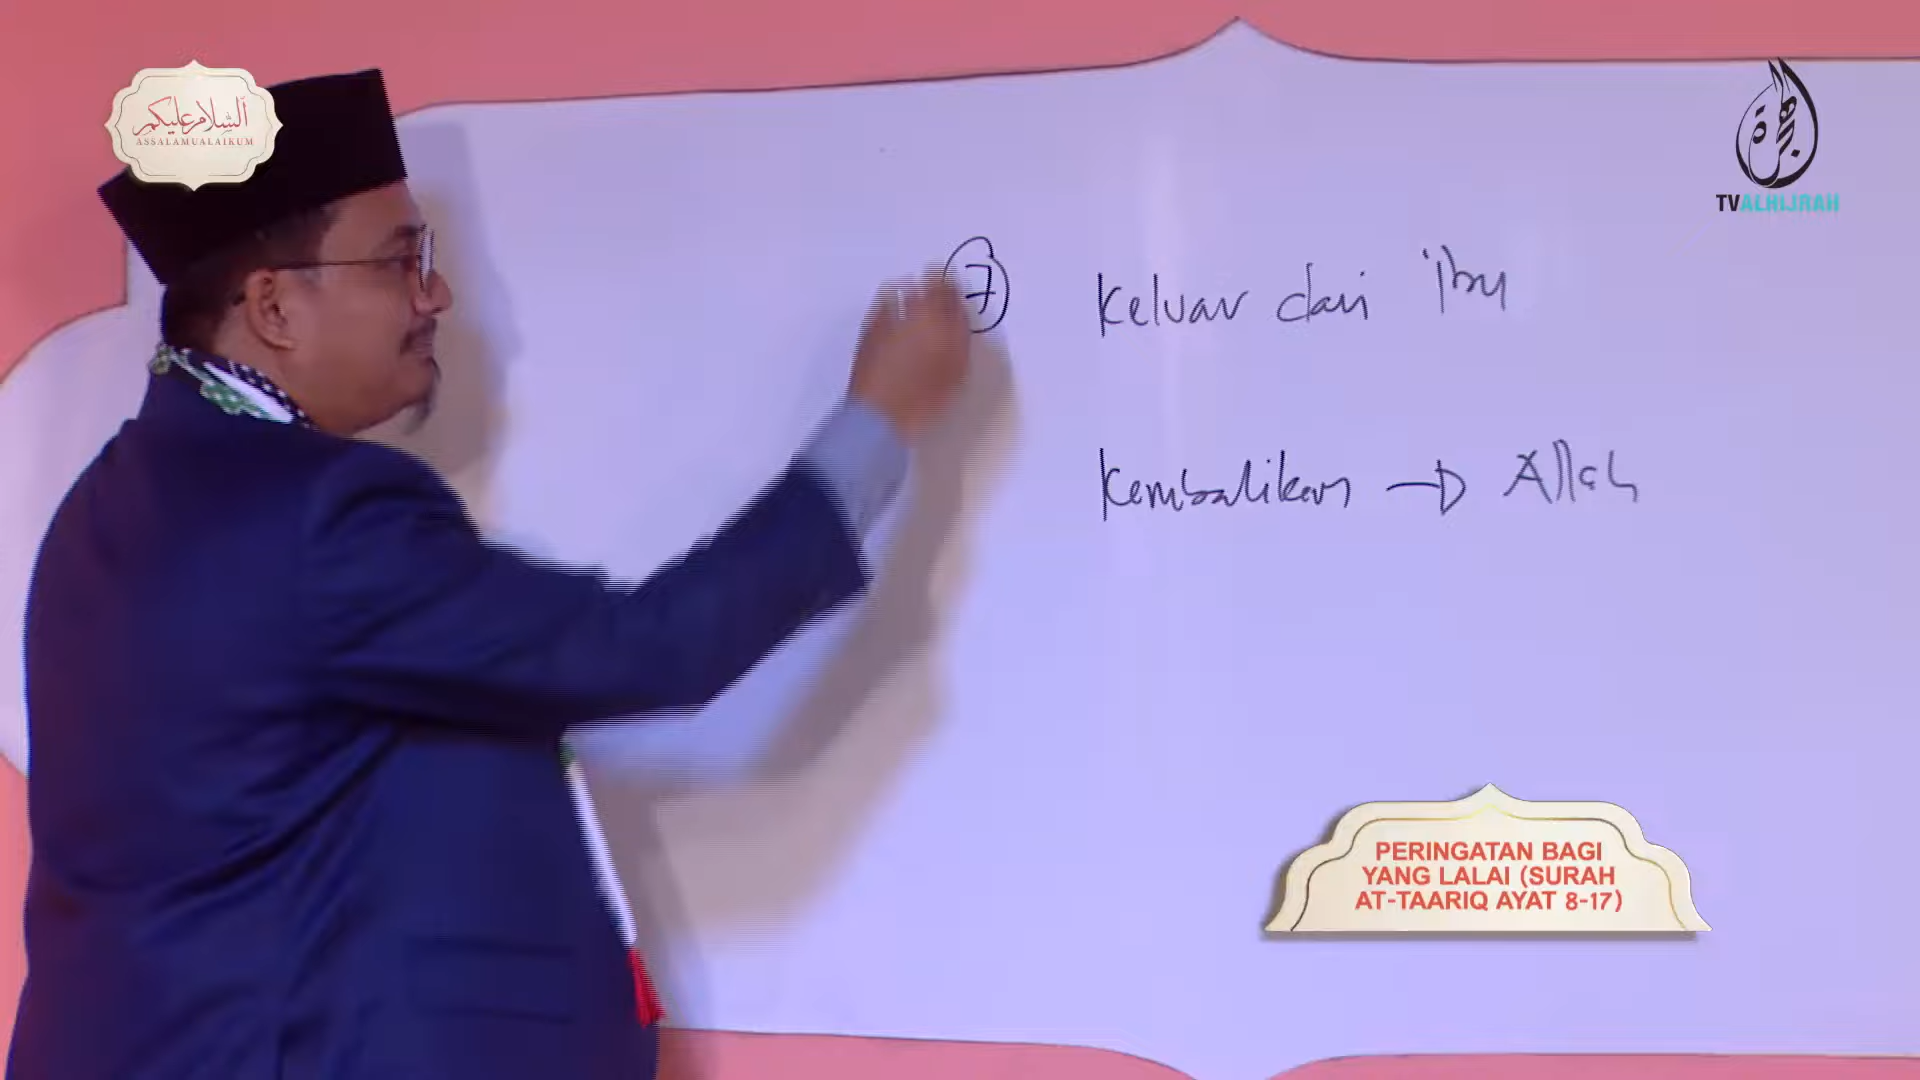 السلام عليكم
ASSALAMUALAIKUM
هجرة
TVALHIJRAH
7 Keluar dari ibu
Kembalikan → Allah
PERINGATAN BAGI
YANG LALAI (SURAH
AT-TAARIQ AYAT 8-17)